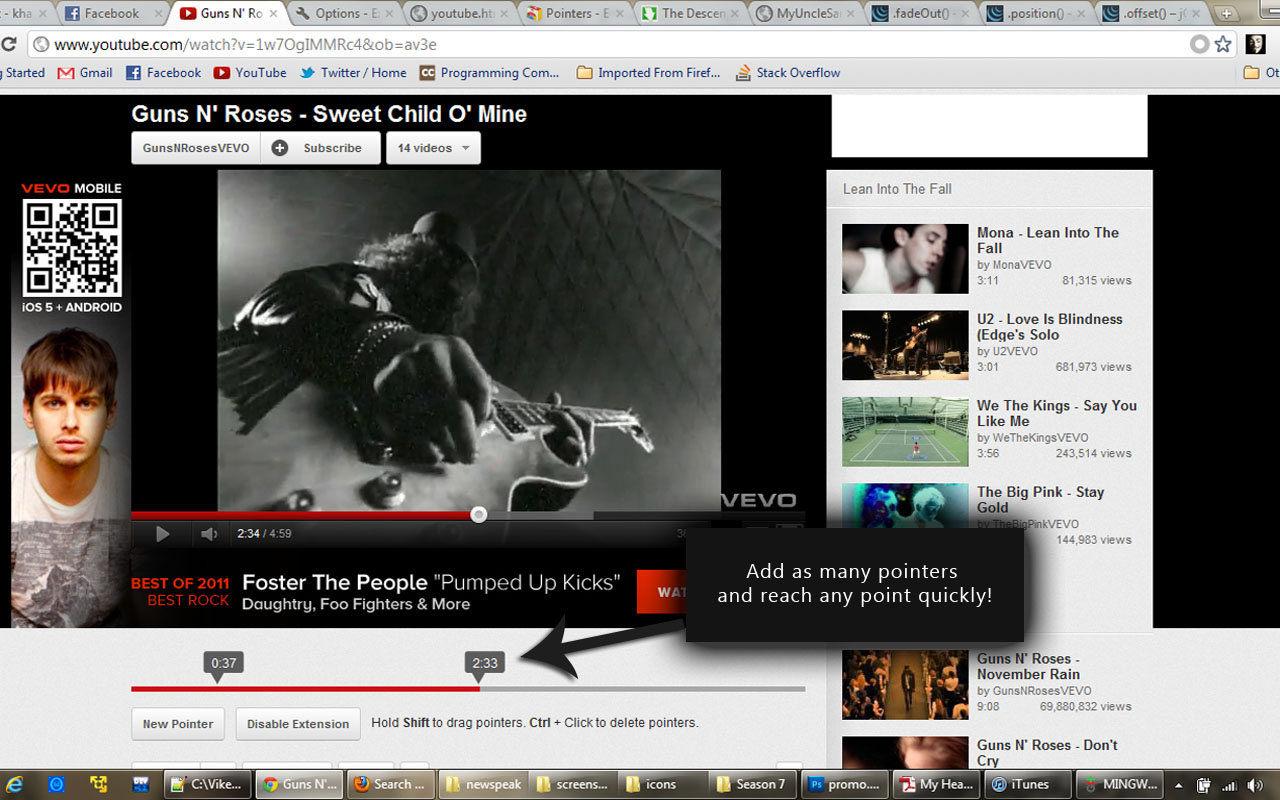 t - kha
Facebook
Guns N' Ro
Options - E
youtube.ht
Pointers - E
The Descen
MyUncleSa
.fadeOut() -
.position() -
.offset() – j
www.youtube.com/watch?v=1w7OgIMMRc4&ob=av3e
g Started
Gmail
Facebook
YouTube
Twitter / Home
CC
Programming Com...
Imported From Firef...
Stack Overflow
Ot
Guns N' Roses - Sweet Child O' Mine
GunsNRosesVEVO
Subscribe
14 videos
VEVO MOBILE
iOS 5 + ANDROID
VEVO
2:34 / 4:59
BEST OF 2011
BEST ROCK
Foster The People "Pumped Up Kicks"
Daughtry, Foo Fighters & More
WAT
Add as many pointers
and reach any point quickly!
0:37
2:33
New Pointer
Disable Extension
Hold Shift to drag pointers. Ctrl + Click to delete pointers.
Lean Into The Fall
Mona - Lean Into The
Fall
by MonaVEVO
3:11 81,315 views
U2 - Love Is Blindness
(Edge's Solo
by U2VEVO
3:01 681,973 views
We The Kings - Say You
Like Me
by WeTheKingsVEVO
3:56 243,514 views
The Big Pink - Stay
Gold
by TheBigPinkVEVO
144,983 views
Guns N' Roses -
November Rain
by GunsNRosesVEVO
9:08 69,880,832 views
Guns N' Roses - Don't
Cry
C:\Vike...
Guns N'...
Search ...
newspeak
screens...
icons
Season 7
Ps
promo....
My Hea...
iTunes
MINGW...